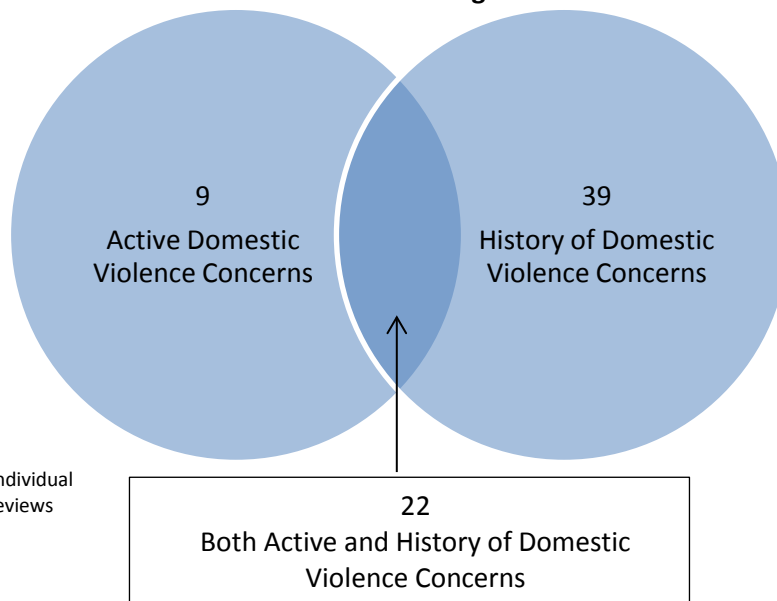 9
Active Domestic
Violence Concerns
39
History of Domestic
Violence Concerns
22
Both Active and History of Domestic
Violence Concerns